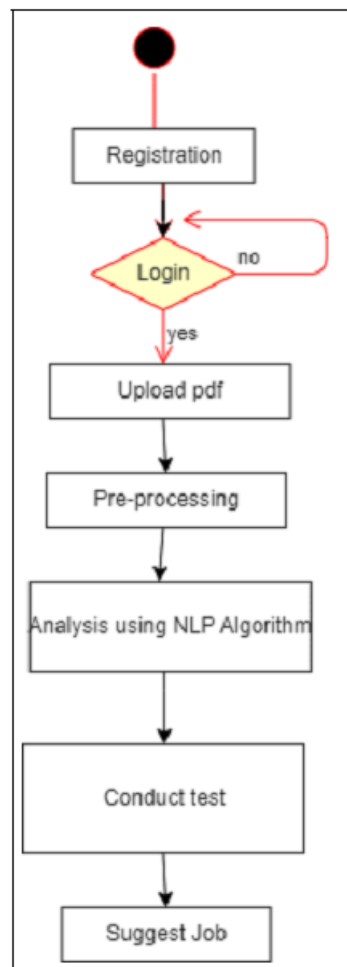 Registration
Login
no
yes
Upload pdf
Pre-processing
Analysis using NLP Algorithm
Conduct test
Suggest Job